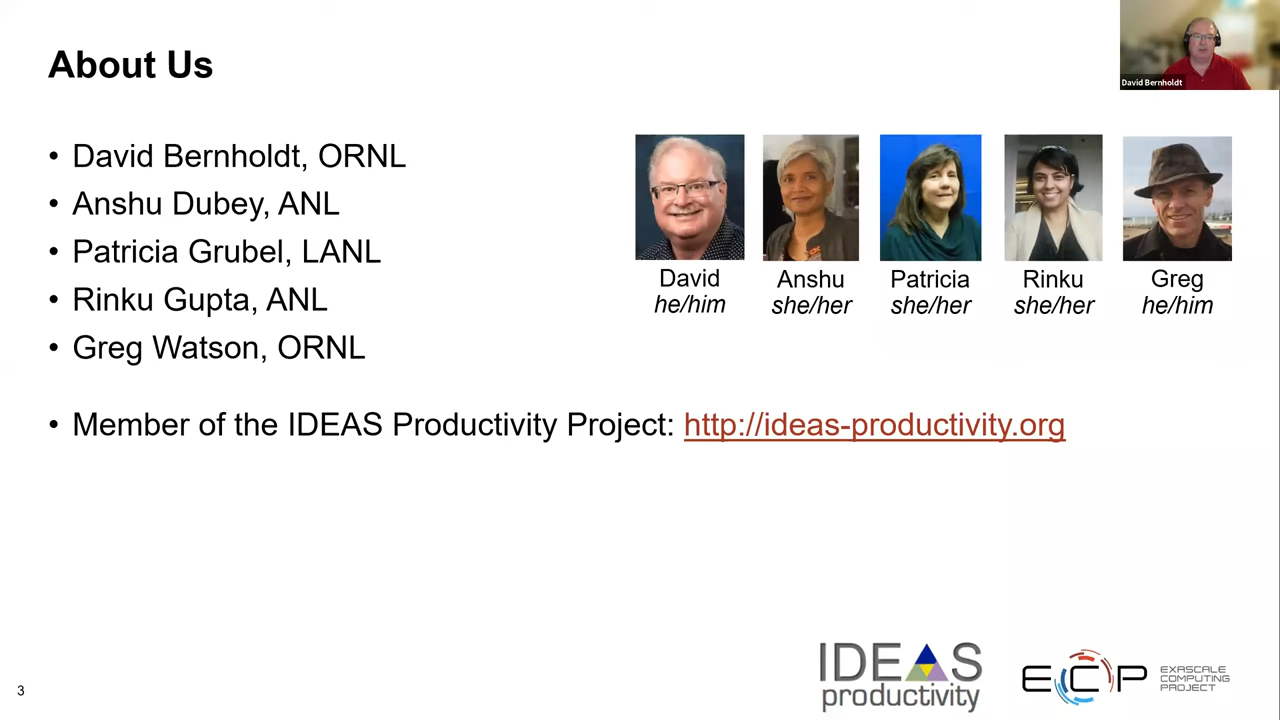 About Us
David Bernholdt
• David Bernholdt, ORNL
• Anshu Dubey, ANL
• Patricia Grubel, LANL
• Rinku Gupta, ANL
• Greg Watson, ORNL
David
he/him
Anshu
she/her
Patricia
she/her
Rinku
she/her
Greg
he/him
• Member of the IDEAS Productivity Project: http://ideas-productivity.org
3
IDEAS
productivity
ECP
EXASCALE
COMPUTING
PROJECT